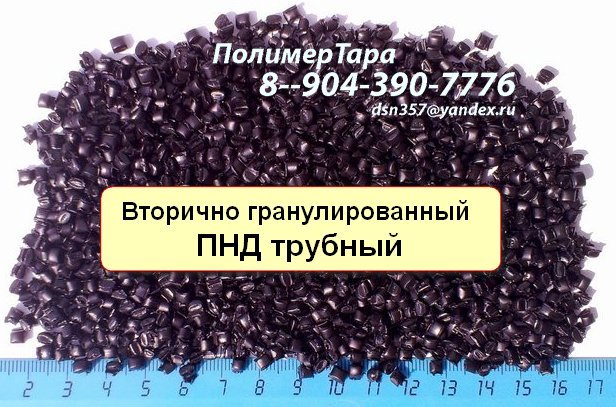 ПолимерТара
8--904-390-7776
dsn357@yandex.ru
Вторично гранулированный
ПНД трубный
2 3 4 5 6 7 8 9 10 11 12 13 14 15 16 17